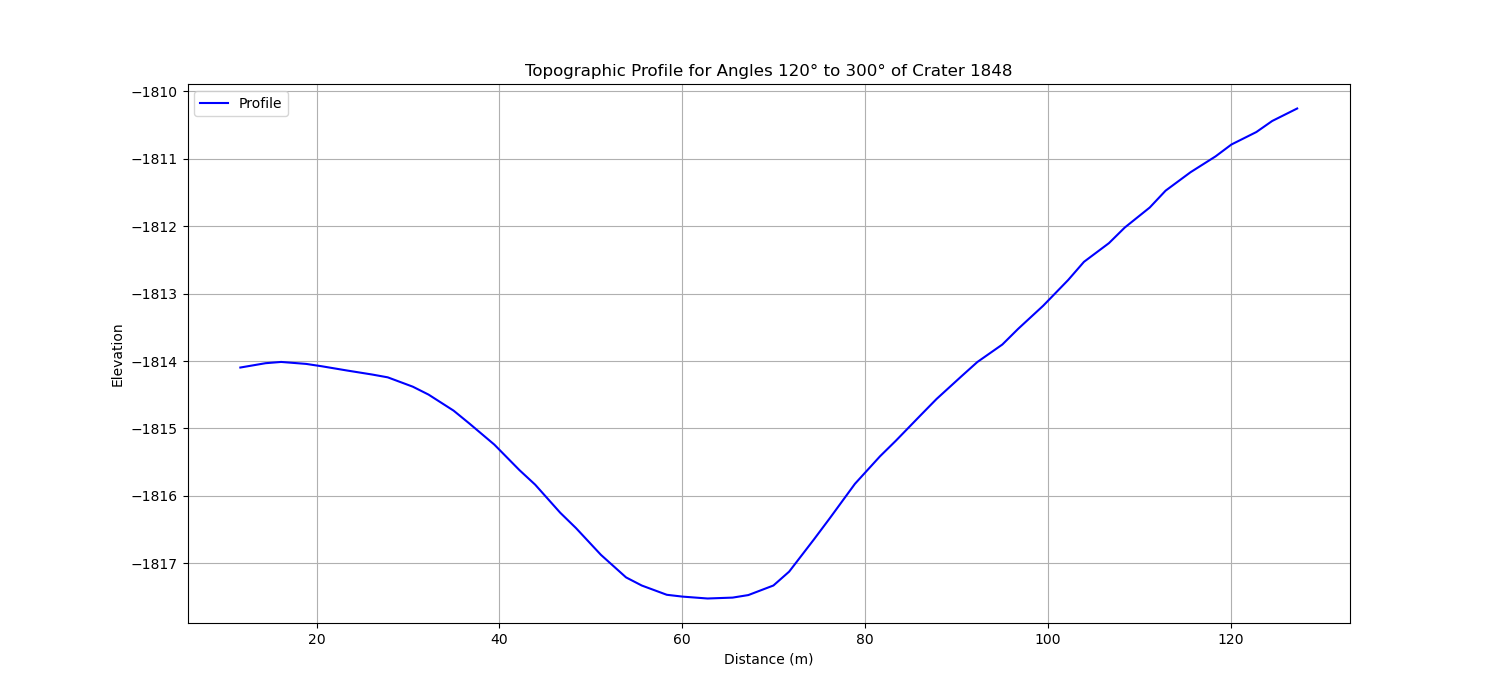 Topographic Profile for Angles 120° to 300° of Crater 1848
Profile
−1810
−1811
−1812
−1813
−1814
−1815
−1816
−1817
Elevation
20 40 60 80 100 120
Distance (m)